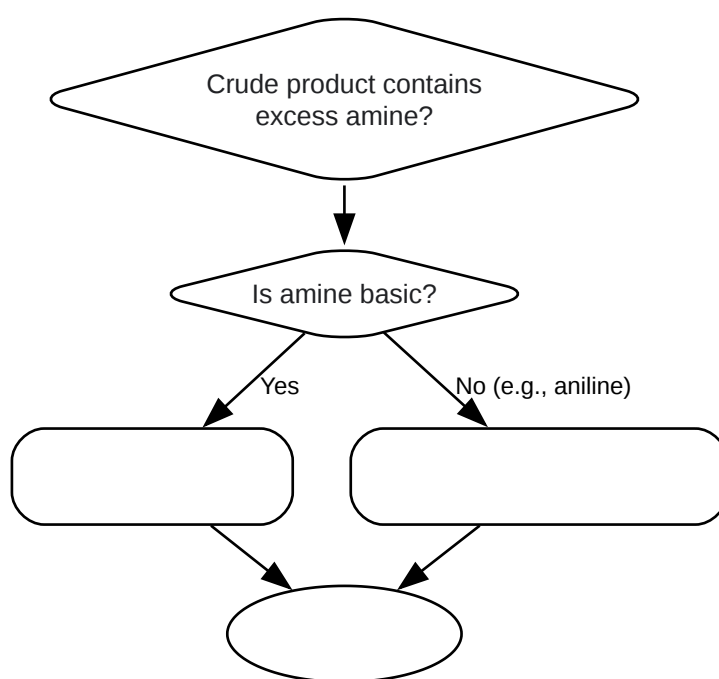 Crude product contains
excess amine?
Is amine basic?
Yes
No (e.g., aniline)